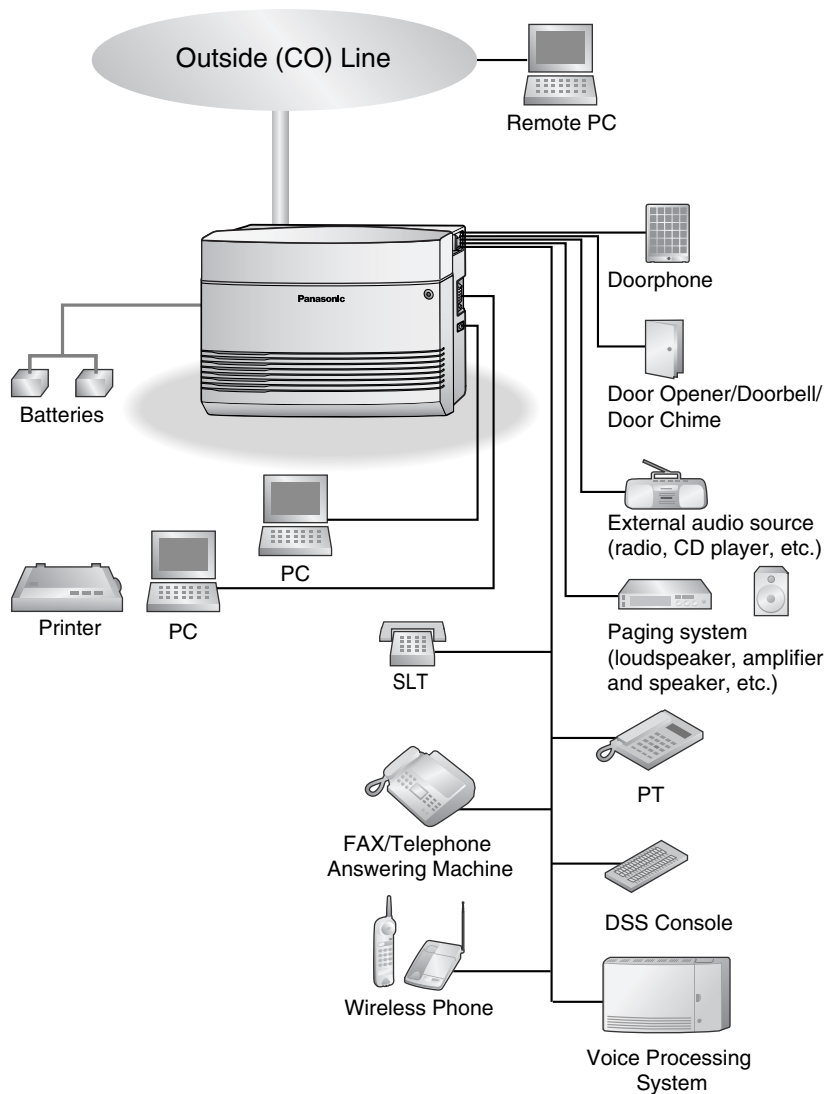 Outside (CO) Line
Remote PC
Doorphone
Panasonic
Batteries
Door Opener/Doorbell/
Door Chime
External audio source
(radio, CD player, etc.)
PC
Printer
PC
Paging system
(loudspeaker, amplifier
and speaker, etc.)
SLT
PT
FAX/Telephone
Answering Machine
DSS Console
Wireless Phone
Voice Processing
System